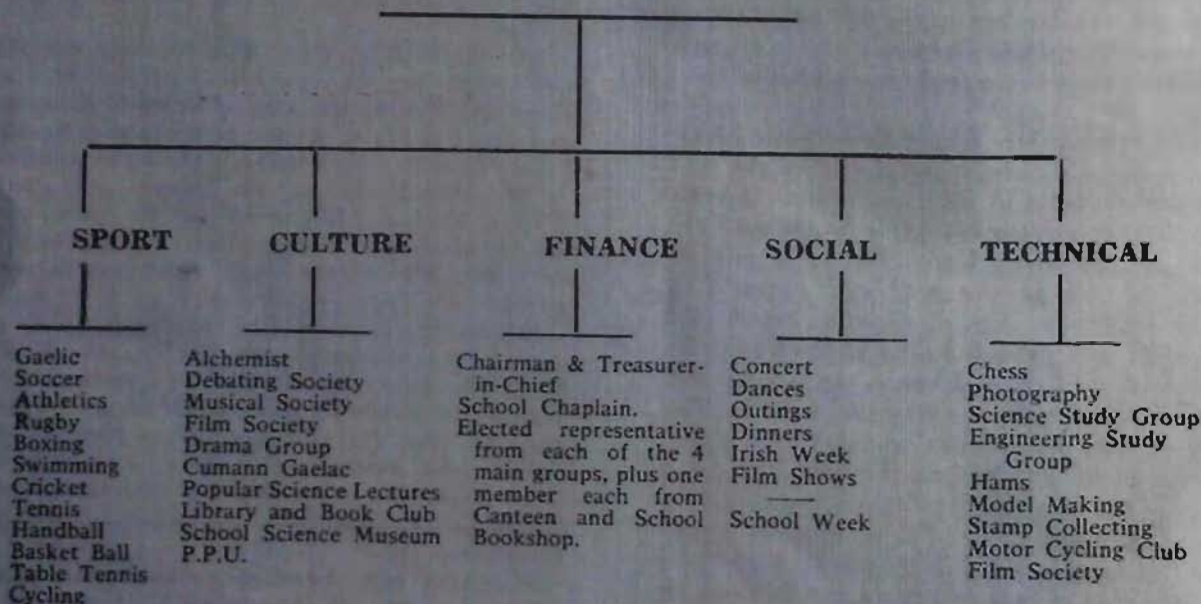 SPORT
CULTURE
FINANCE
SOCIAL
TECHNICAL
Gaelic
Soccer
Athletics
Rugby
Boxing
Swimming
Cricket
Tennis
Handball
Basket Ball
Table Tennis
Cycling
Alchemist
Debating Society
Musical Society
Film Society
Drama Group
Cumann Gaelac
Popular Science Lectures
Library and Book Club
School Science Museum
P.P.U.
Chairman & Treasurer-
in-Chief
School Chaplain.
Elected representative
from each of the 4
main groups, plus one
member each from
Canteen and School
Bookshop.
Concert
Dances
Outings
Dinners
Irish Week
Film Shows
School Week
Chess
Photography
Science Study Group
Engineering Study
Group
Hams
Model Making
Stamp Collecting
Motor Cycling Club
Film Society